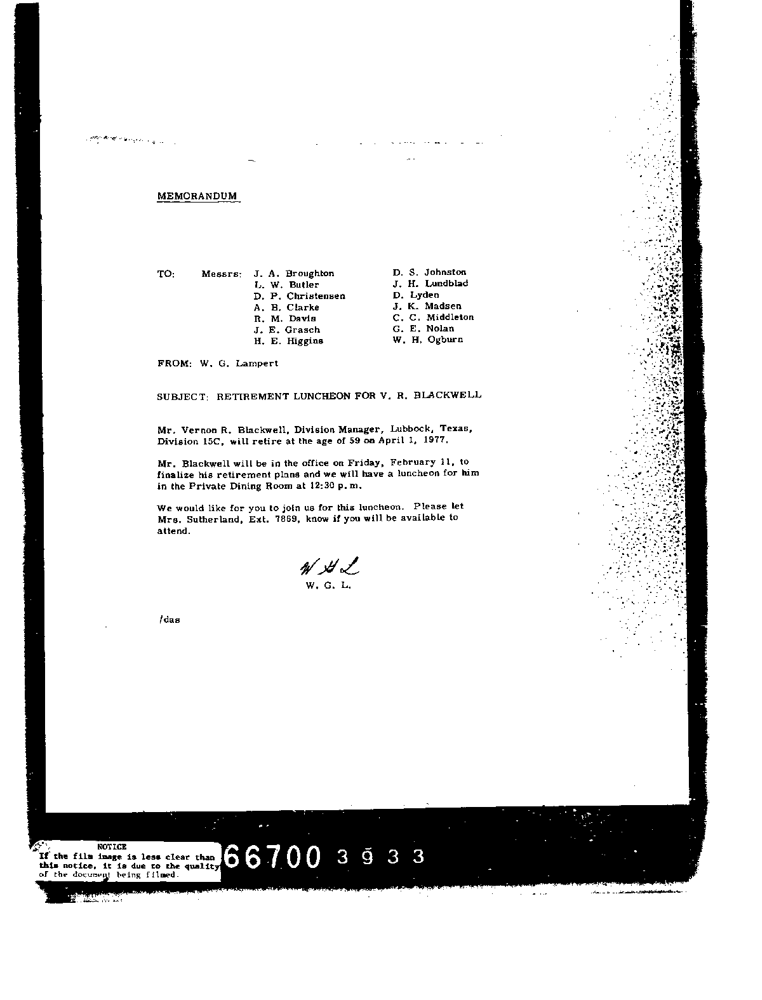 MEMORANDUM
TO: Messrs: J. A. Broughton D. S. Johnston
L. W. Butler J. H. Lundblad
D. P. Christensen D. Lyden
A. B. Clarke J. K. Madsen
R. M. Davis C. C. Middleton
J. E. Grasch G. E. Nolan
H. E. Higgins W. H. Ogburn
FROM: W. G. Lampert
SUBJECT: RETIREMENT LUNCHEON FOR V. R. BLACKWELL
Mr. Vernon R. Blackwell, Division Manager, Lubbock, Texas,
Division 15C, will retire at the age of 59 on April 1, 1977.
Mr. Blackwell will be in the office on Friday, February 11, to
finalize his retirement plans and we will have a luncheon for him
in the Private Dining Room at 12:30 p.m.
We would like for you to join us for this luncheon. Please let
Mrs. Sutherland, Ext. 7869, know if you will be available to
attend.
WGL
W. G. L.
/das
NOTICE
If the film image is less clear than
this notice, it is due to the quality
of the document being filmed.
66700 3933